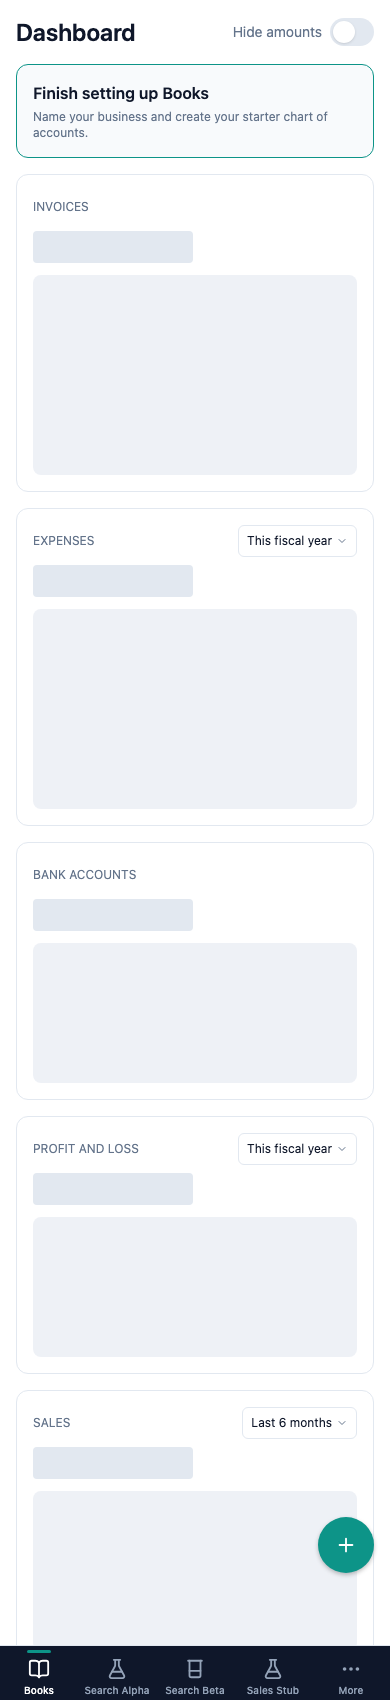 Dashboard
Hide amounts
Finish setting up Books
Name your business and create your starter chart of
accounts.
INVOICES
EXPENSES
This fiscal year
BANK ACCOUNTS
PROFIT AND LOSS
This fiscal year
SALES
Last 6 months
Books
Search Alpha
Search Beta
Sales Stub
More